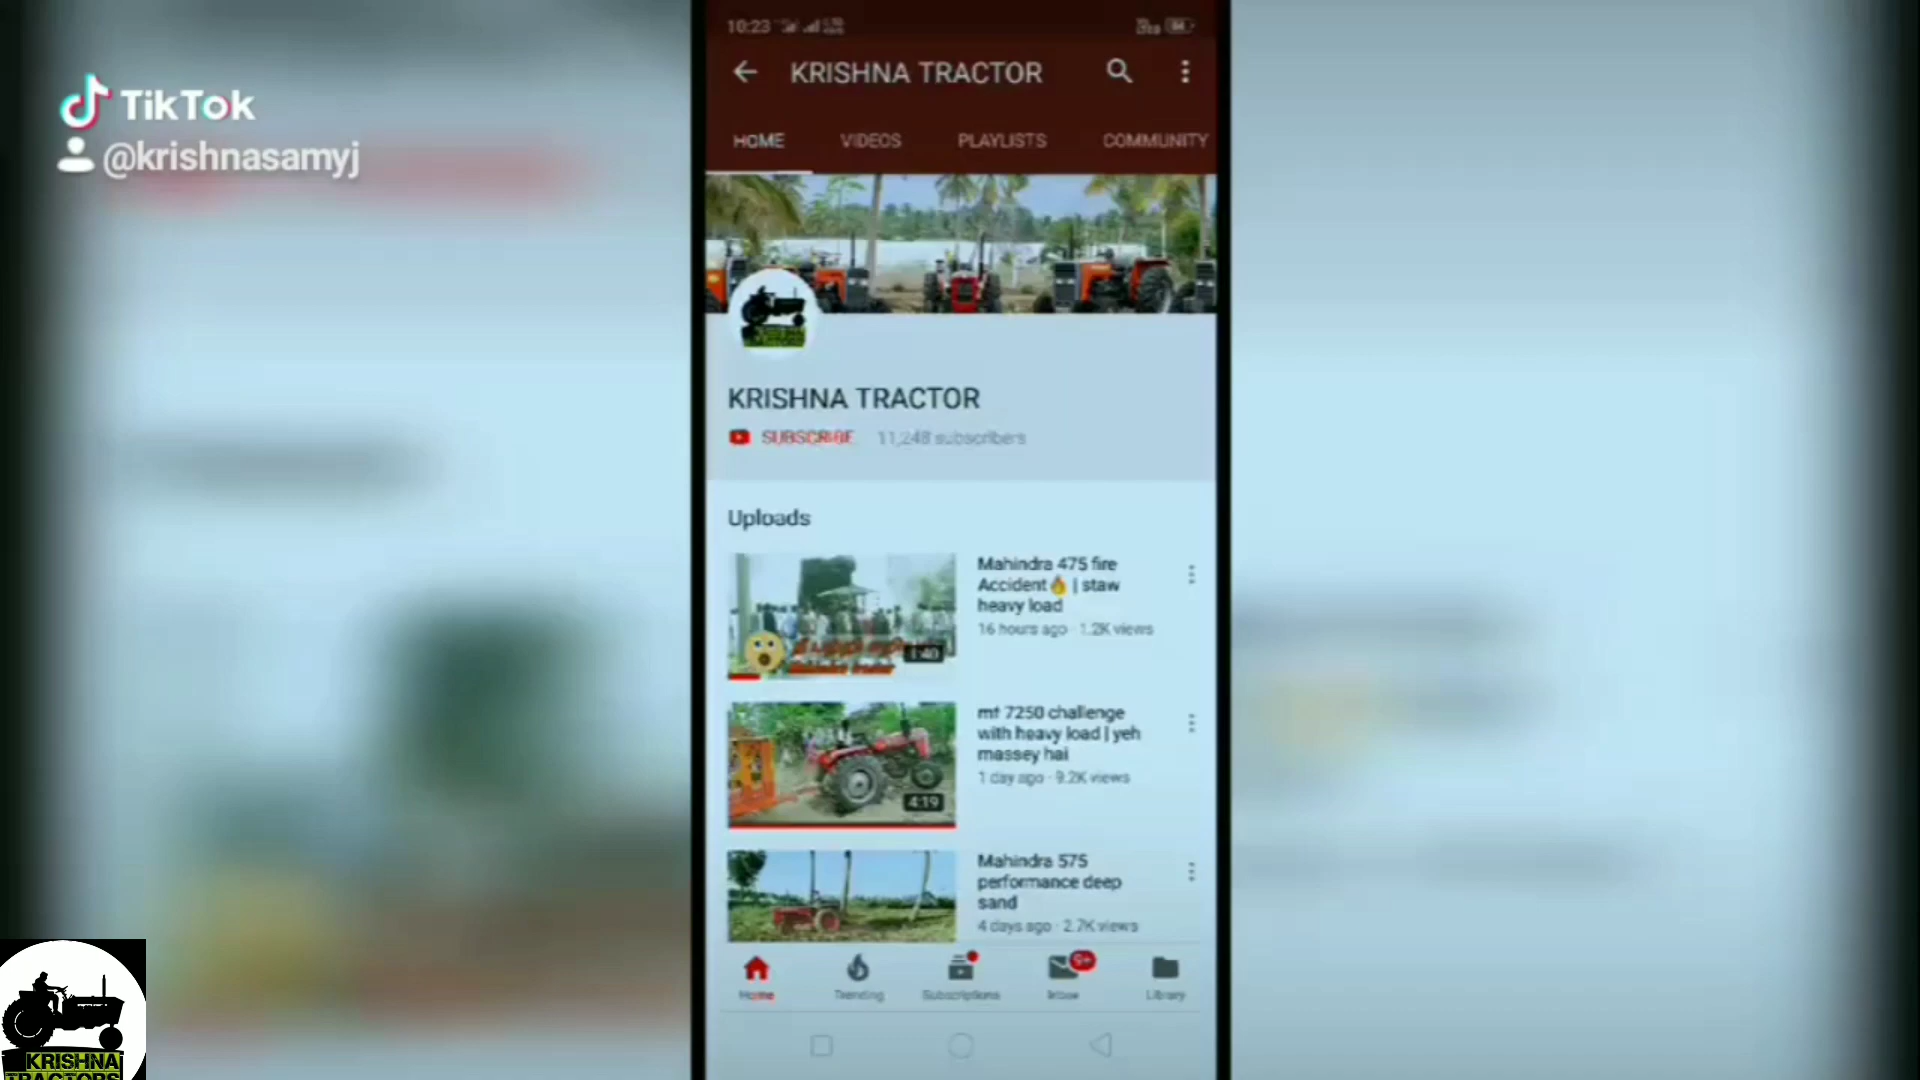 TikTok
@krishnasamyj
10:23
KRISHNA TRACTOR
HOME VIDEOS PLAYLISTS COMMUNITY
KRISHNA TRACTOR
SUBSCRIBE 11,248 subscribers
Uploads
Mahindra 475 fire
Accident🔥 | staw
heavy load
16 hours ago · 1.2K views
1:40
mf 7250 challenge
with heavy load | yeh
massey hai
1 day ago · 9.2K views
4:19
Mahindra 575
performance deep
sand
4 days ago · 2.7K views
9+
Home Trending Subscriptions Inbox Library
KRISHNA
TRACTORS